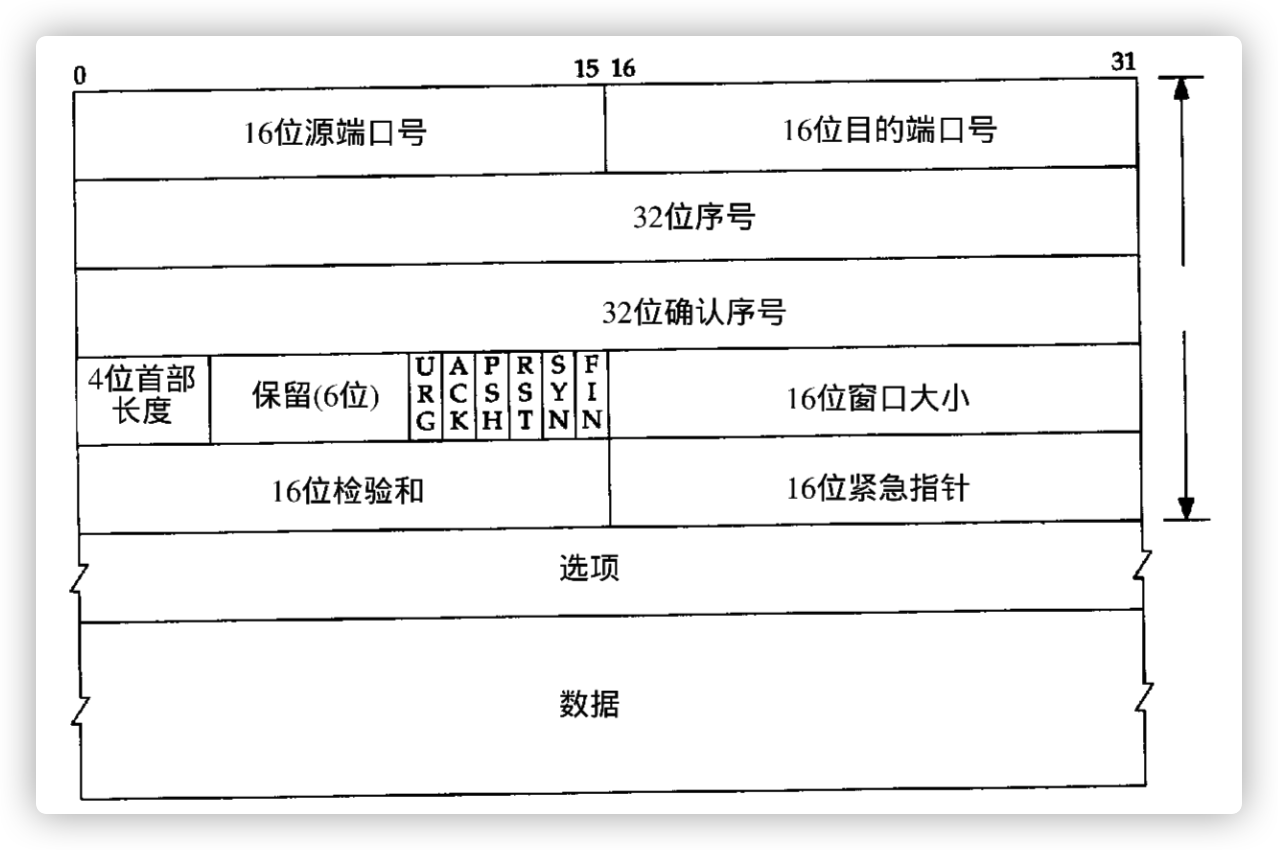 0 15 16 31
16位源端口号 16位目的端口号
32位序号
32位确认序号
4位首部
长度
保留(6位)
URG
ACK
PSH
RST
SYN
FIN
16位窗口大小
16位检验和 16位紧急指针
选项
数据